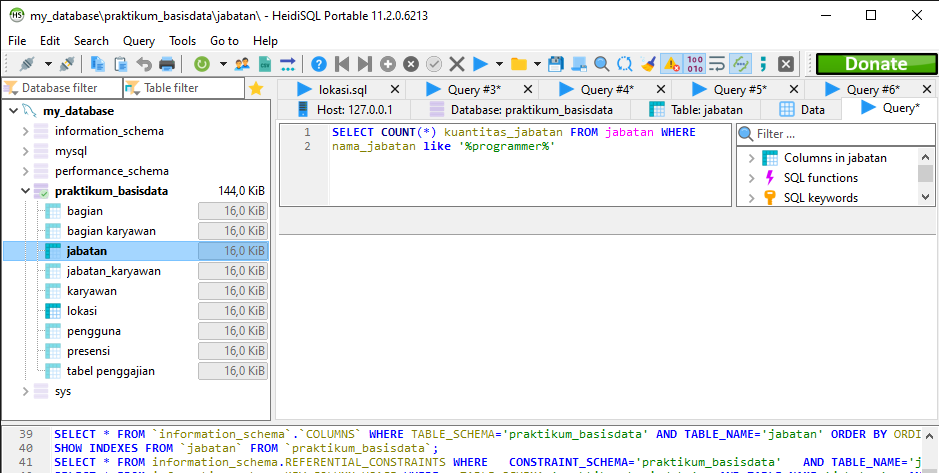 my_database\praktikum_basisdata\jabatan\ - HeidiSQL Portable 11.2.0.6213
File Edit Search Query Tools Go to Help
Donate
Database filter
Table filter
my_database
information_schema
mysql
performance_schema
praktikum_basisdata 144,0 KiB
bagian 16,0 KiB
bagian karyawan 16,0 KiB
jabatan 16,0 KiB
jabatan_karyawan 16,0 KiB
karyawan 16,0 KiB
lokasi 16,0 KiB
pengguna 16,0 KiB
presensi 16,0 KiB
tabel penggajian 16,0 KiB
sys
lokasi.sql Query #3* Query #4* Query #5* Query #6*
Host: 127.0.0.1 Database: praktikum_basisdata Table: jabatan Data Query*
1 SELECT COUNT(*) kuantitas_jabatan FROM jabatan WHERE
2 nama_jabatan like '%programmer%'
Filter ...
Columns in jabatan
SQL functions
SQL keywords
39 SELECT * FROM `information_schema`.`COLUMNS` WHERE TABLE_SCHEMA='praktikum_basisdata' AND TABLE_NAME='jabatan' ORDER BY ORDI
40 SHOW INDEXES FROM `jabatan` FROM `praktikum_basisdata`;
41 SELECT * FROM information_schema.REFERENTIAL_CONSTRAINTS WHERE CONSTRAINT_SCHEMA='praktikum_basisdata' AND TABLE_NAME='j